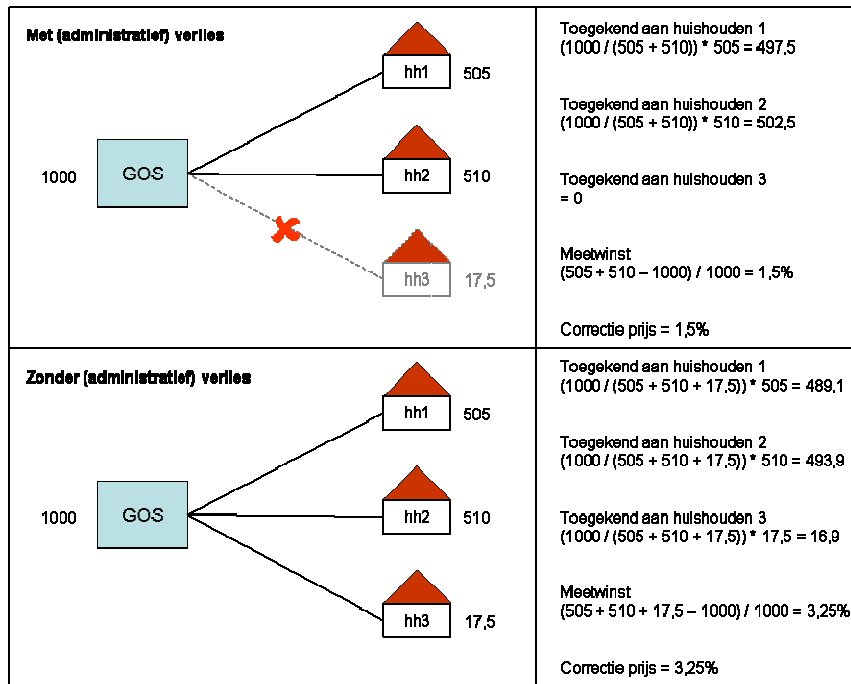 Met (administratief) verlies
hh1
505
1000
GOS
hh2
510
hh3
17,5
Toegekend aan huishouden 1
(1000 / (505 + 510)) * 505 = 497,5
Toegekend aan huishouden 2
(1000 / (505 + 510)) * 510 = 502,5
Toegekend aan huishouden 3
= 0
Meetwinst
(505 + 510 – 1000) / 1000 = 1,5%
Correctie prijs = 1,5%
Zonder (administratief) verlies
hh1
505
1000
GOS
hh2
510
hh3
17,5
Toegekend aan huishouden 1
(1000 / (505 + 510 + 17,5)) * 505 = 489,1
Toegekend aan huishouden 2
(1000 / (505 + 510 + 17,5)) * 510 = 493,9
Toegekend aan huishouden 3
(1000 / (505 + 510 + 17,5)) * 17,5 = 16,9
Meetwinst
(505 + 510 + 17,5 – 1000) / 1000 = 3,25%
Correctie prijs = 3,25%